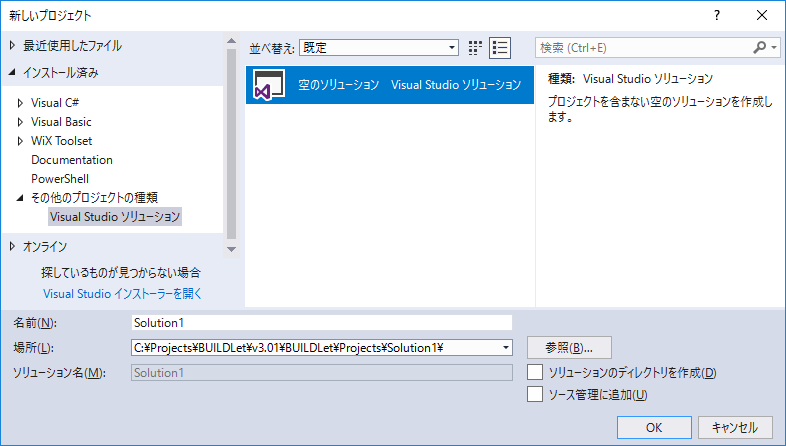 新しいプロジェクト
?
最近使用したファイル
インストール済み
Visual C#
Visual Basic
WiX Toolset
Documentation
PowerShell
その他のプロジェクトの種類
Visual Studio ソリューション
オンライン
探しているものが見つからない場合
Visual Studio インストーラーを開く
並べ替え: 既定
空のソリューション Visual Studio ソリューション
検索 (Ctrl+E)
種類: Visual Studio ソリューション
プロジェクトを含まない空のソリューションを作成し
ます。
名前(N): Solution1
場所(L): C:¥Projects¥BUILDLet¥v3.01¥BUILDLet¥Projects¥Solution1¥ 参照(B)...
ソリューション名(M): Solution1
ソリューションのディレクトリを作成(D)
ソース管理に追加(U)
OK キャンセル